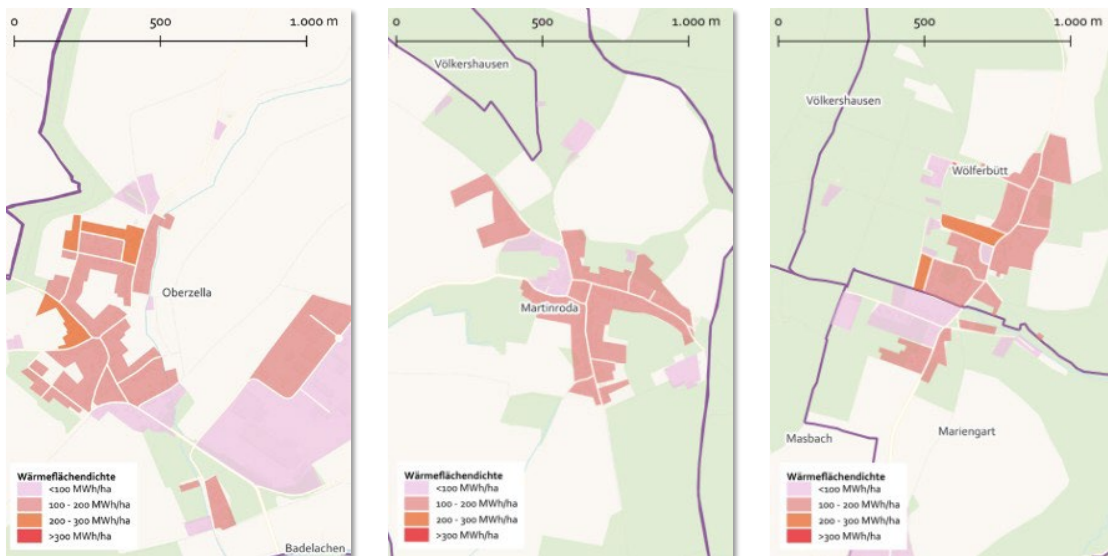 0 500 1.000 m
Oberzella
Wärmeflächendichte
<100 MWh/ha
100 - 200 MWh/ha
200 - 300 MWh/ha
>300 MWh/ha
Badelachen
0 500 1.000 m
Völkershausen
Martinroda
Wärmeflächendichte
<100 MWh/ha
100 - 200 MWh/ha
200 - 300 MWh/ha
>300 MWh/ha
0 500 1.000 m
Völkershausen
Wölferbütt
Mariengart
Masbach
Wärmeflächendichte
<100 MWh/ha
100 - 200 MWh/ha
200 - 300 MWh/ha
>300 MWh/ha